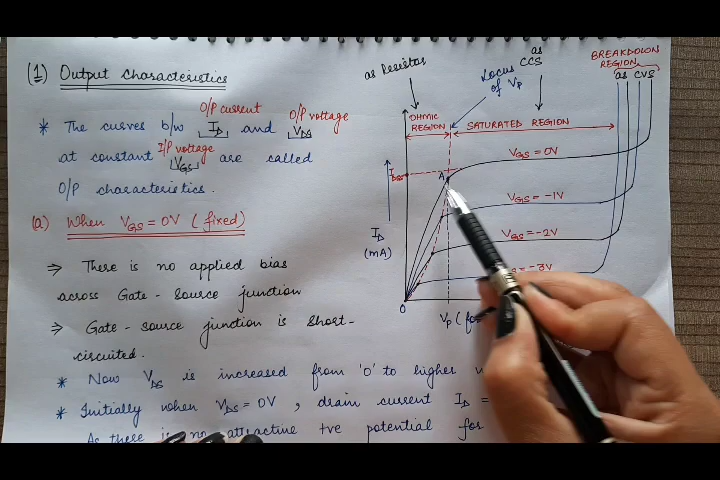 (1) Output Characteristics
O/P current O/P voltage
* The curves b/w ID and VDS
I/P voltage
at constant VGS are called
O/P characteristics.
(a) When VGS = 0V (fixed)
⇒ There is no applied bias
across Gate-Source junction
⇒ Gate-source junction is short-
circuited.
* Now VDS is increased from '0' to higher
* Initially when VDS = 0V, drain current ID =
As there is no attractive +ve potential for
as Resistor
Locus
of VP
as
CCS
BREAKDOWN
REGION
as CVS
OHMIC
REGION
SATURATED REGION
IDSS
A
VGS = 0V
VGS = -1V
VGS = -2V
= -3V
ID
(mA)
0
VP (for